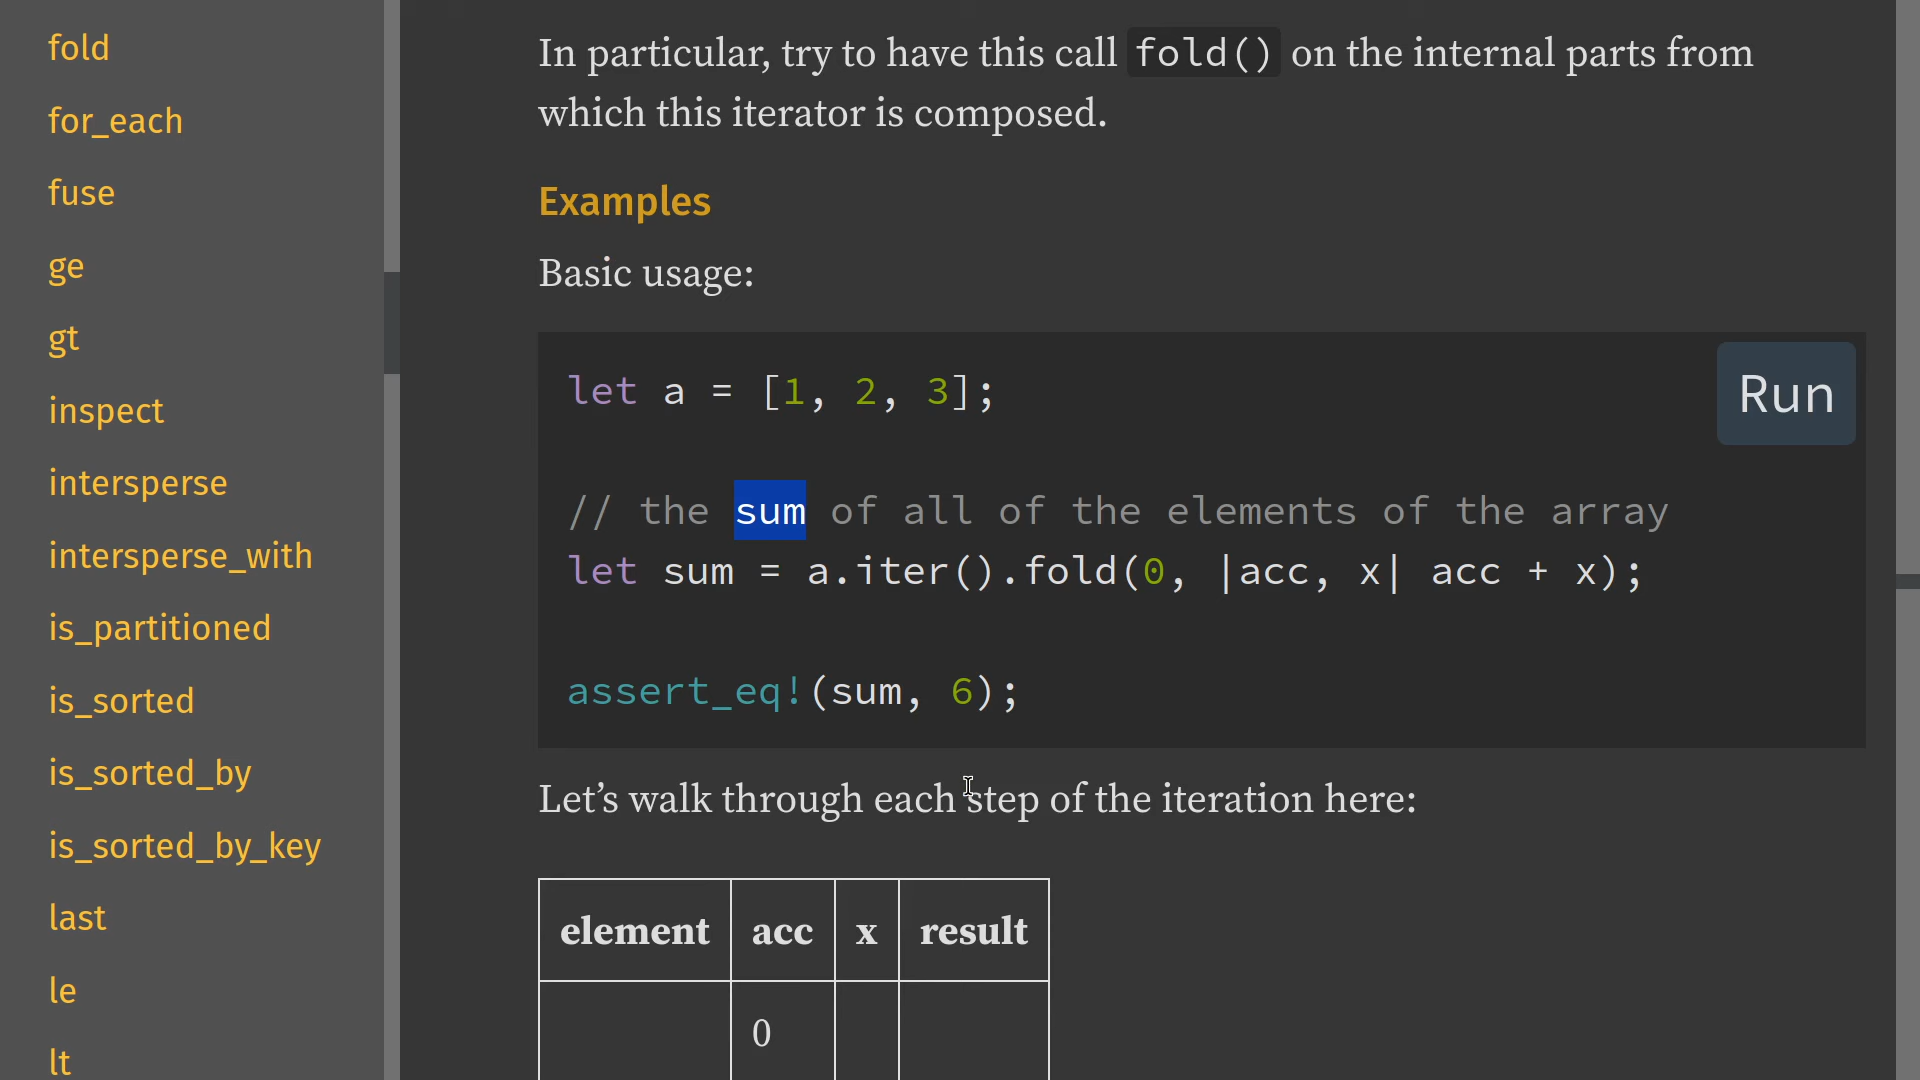 fold
for_each
fuse
ge
gt
inspect
intersperse
intersperse_with
is_partitioned
is_sorted
is_sorted_by
is_sorted_by_key
last
le
lt
In particular, try to have this call fold() on the internal parts from
which this iterator is composed.
Examples
Basic usage:
Run
let a = [1, 2, 3];
// the sum of all of the elements of the array
let sum = a.iter().fold(0, |acc, x| acc + x);
assert_eq!(sum, 6);
Let’s walk through each step of the iteration here:
element acc x result
0